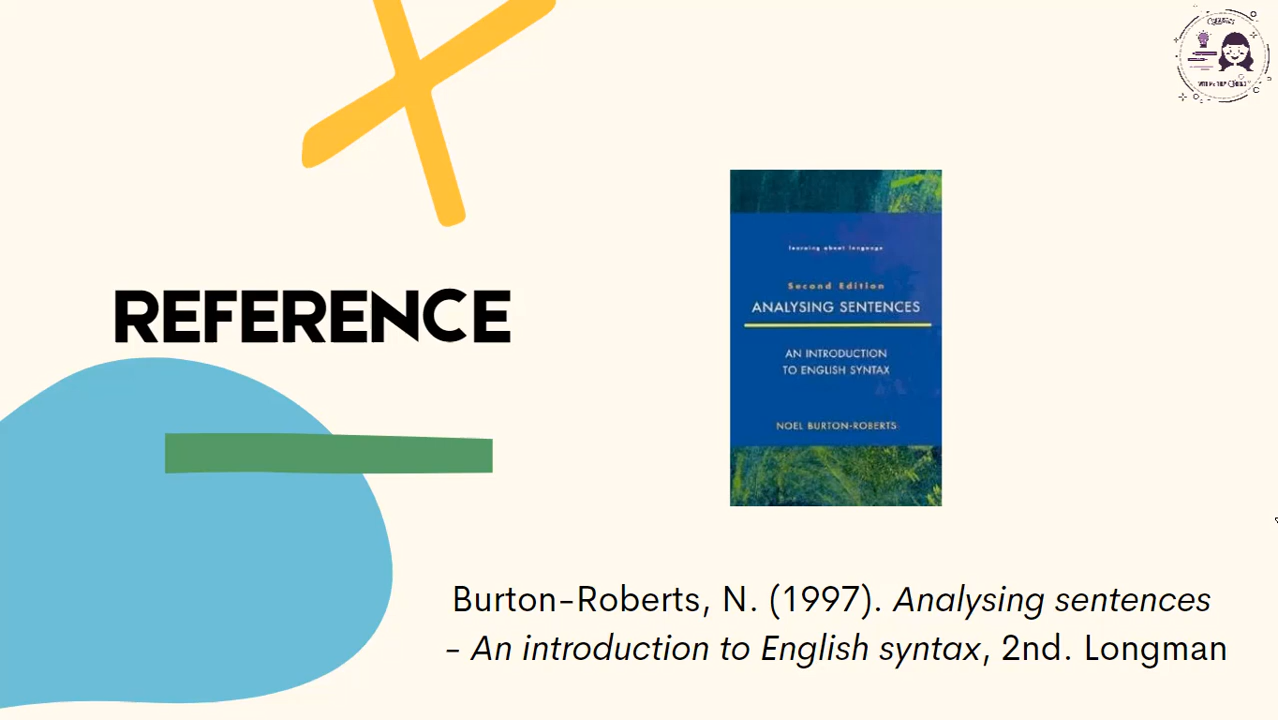 REFERENCE
learning about language
Second Edition
ANALYSING SENTENCES
AN INTRODUCTION
TO ENGLISH SYNTAX
NOEL BURTON-ROBERTS
Burton-Roberts, N. (1997). Analysing sentences
- An introduction to English syntax, 2nd. Longman